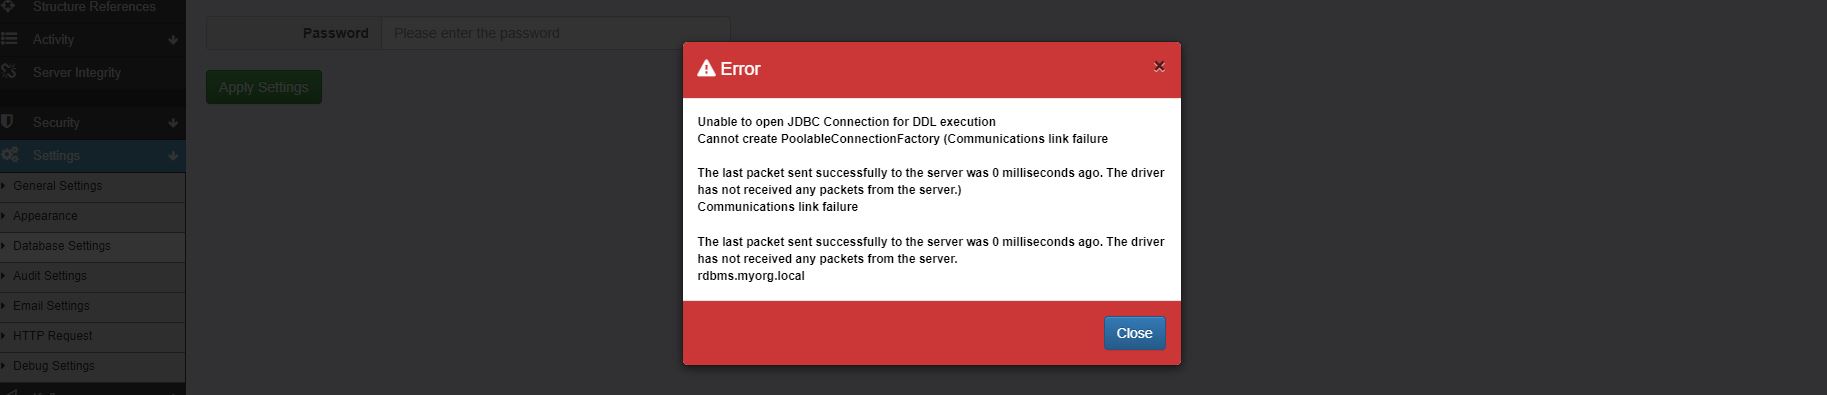 Structure References
Activity
Server Integrity
Security
Settings
General Settings
Appearance
Database Settings
Audit Settings
Email Settings
HTTP Request
Debug Settings
Password
Please enter the password
Apply Settings
Error
×
Unable to open JDBC Connection for DDL execution
Cannot create PoolableConnectionFactory (Communications link failure
The last packet sent successfully to the server was 0 milliseconds ago. The driver
has not received any packets from the server.)
Communications link failure
The last packet sent successfully to the server was 0 milliseconds ago. The driver
has not received any packets from the server.
rdbms.myorg.local
Close